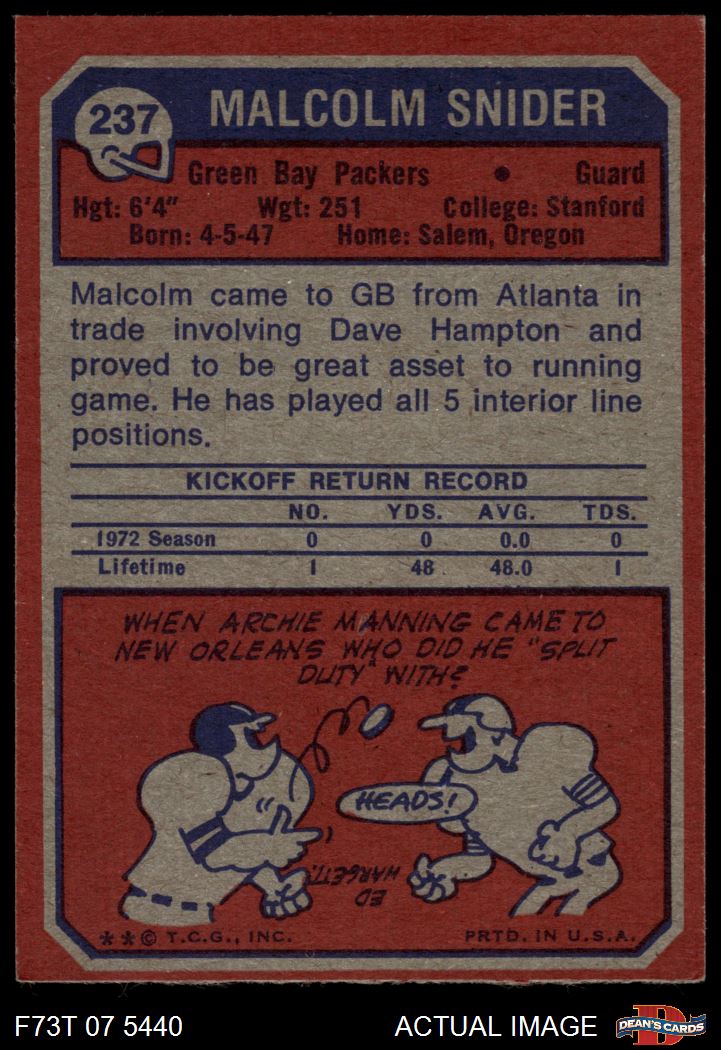 237
MALCOLM SNIDER
Green Bay Packers • Guard
Hgt: 6'4" Wgt: 251 College: Stanford
Born: 4-5-47 Home: Salem, Oregon
Malcolm came to GB from Atlanta in
trade involving Dave Hampton and
proved to be great asset to running
game. He has played all 5 interior line
positions.
KICKOFF RETURN RECORD
NO. YDS. AVG. TDS.
1972 Season 0 0 0.0 0
Lifetime 1 48 48.0 1
WHEN ARCHIE MANNING CAME TO
NEW ORLEANS WHO DID HE "SPLIT
DUTY" WITH?
HEADS!
ED
HARGETT.
**© T.C.G., INC. PRTD. IN U.S.A.
F73T 07 5440 ACTUAL IMAGE
D
DEAN'S CARDS